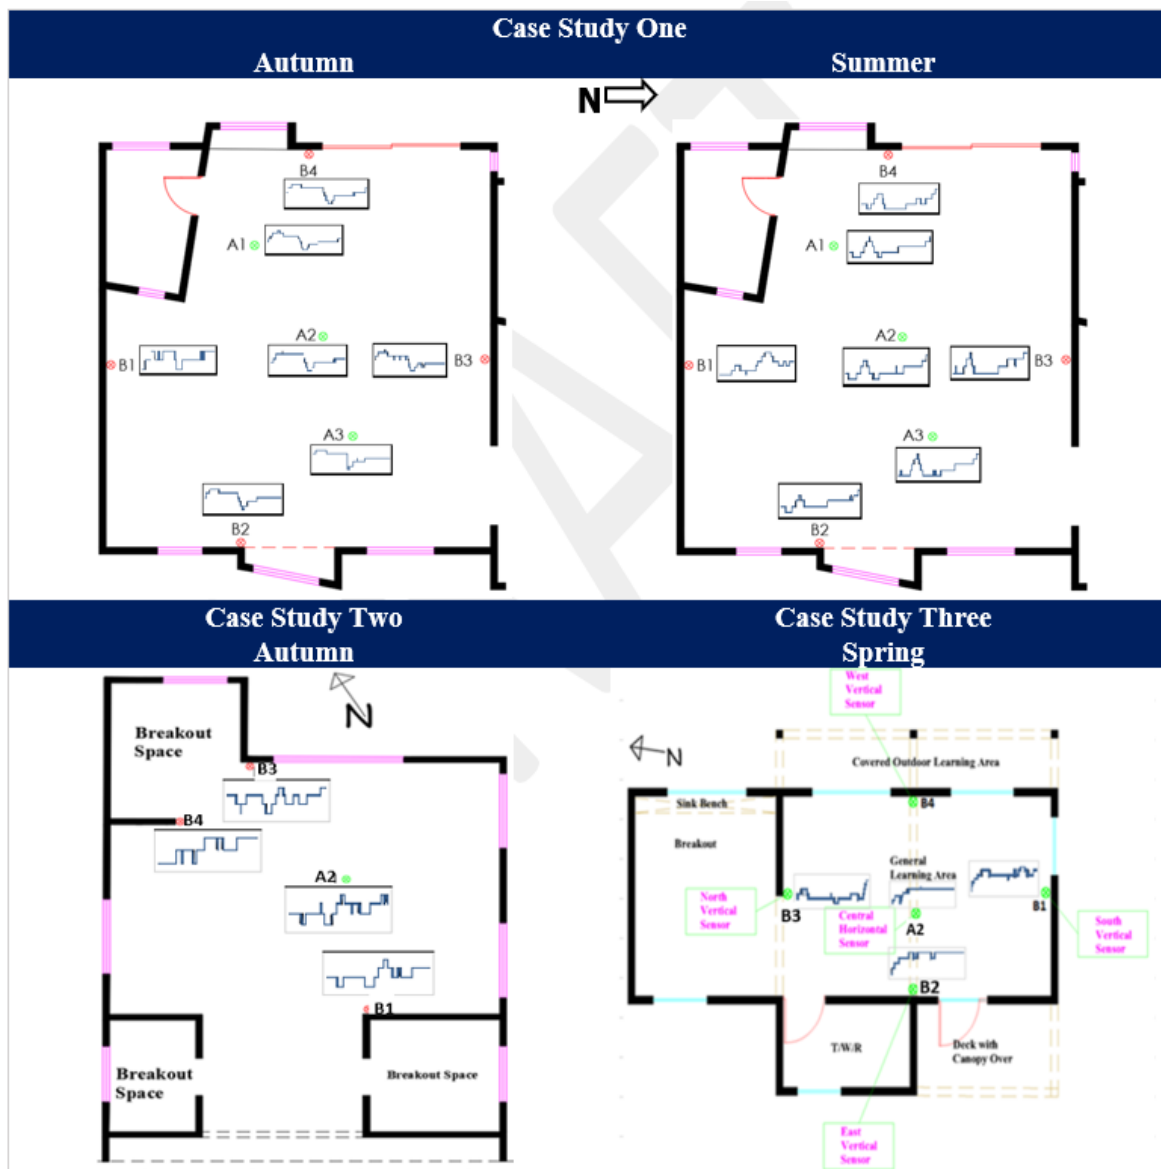 Case Study One
Autumn
Summer
N
B4
A1
A2
B1
B3
A3
B2
B4
A1
A2
B1
B3
A3
B2
Case Study Two
Autumn
Case Study Three
Spring
N
Breakout
Space
B3
B4
A2
B1
Breakout
Space
Breakout Space
West
Vertical
Sensor
N
Covered Outdoor Learning Area
Sink Bench
B4
Breakout
General
Learning Area
North
Vertical
Sensor
B3
Central
Horizontal
Sensor
A2
B1
South
Vertical
Sensor
B2
T/W/R
Deck with
Canopy Over
East
Vertical
Sensor